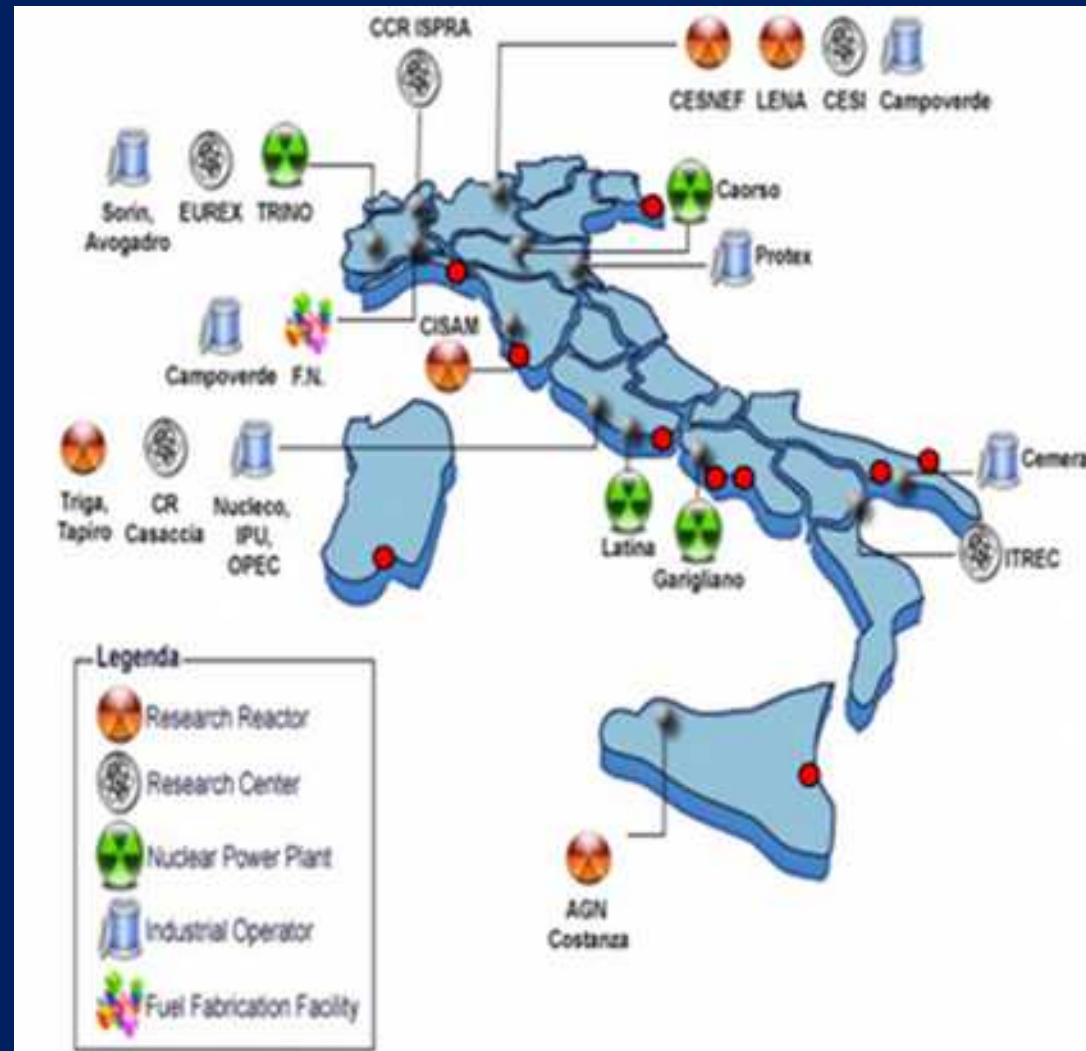 CCR ISPRA
CESNEF LENA CESI Campoverde
Sorin,
Avogadro
EUREX TRINO
Caorso
Protex
Campoverde F.N.
CISAM
Triga,
Tapiro
CR
Casaccia
Nucleco,
IPU,
OPEC
Latina
Garigliano
Cemerad
ITREC
AGN
Costanza
Legenda
Research Reactor
Research Center
Nuclear Power Plant
Industrial Operator
Fuel Fabrication Facility